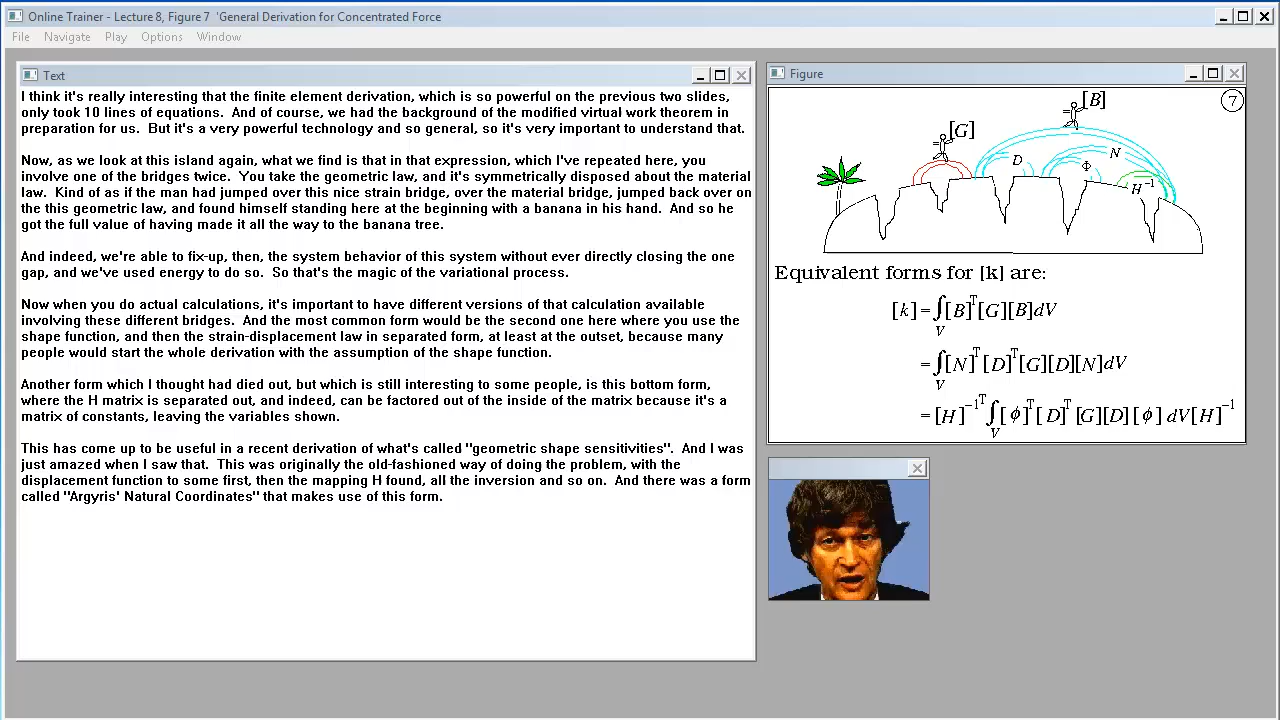 Online Trainer - Lecture 8, Figure 7 'General Derivation for Concentrated Force
File Navigate Play Options Window
Text
I think it's really interesting that the finite element derivation, which is so powerful on the previous two slides,
only took 10 lines of equations. And of course, we had the background of the modified virtual work theorem in
preparation for us. But it's a very powerful technology and so general, so it's very important to understand that.
Now, as we look at this island again, what we find is that in that expression, which I've repeated here, you
involve one of the bridges twice. You take the geometric law, and it's symmetrically disposed about the material
law. Kind of as if the man had jumped over this nice strain bridge, over the material bridge, jumped back over on
the this geometric law, and found himself standing here at the beginning with a banana in his hand. And so he
got the full value of having made it all the way to the banana tree.
And indeed, we're able to fix-up, then, the system behavior of this system without ever directly closing the one
gap, and we've used energy to do so. So that's the magic of the variational process.
Now when you do actual calculations, it's important to have different versions of that calculation available
involving these different bridges. And the most common form would be the second one here where you use the
shape function, and then the strain-displacement law in separated form, at least at the outset, because many
people would start the whole derivation with the assumption of the shape function.
Another form which I thought had died out, but which is still interesting to some people, is this bottom form,
where the H matrix is separated out, and indeed, can be factored out of the inside of the matrix because it's a
matrix of constants, leaving the variables shown.
This has come up to be useful in a recent derivation of what's called "geometric shape sensitivities". And I was
just amazed when I saw that. This was originally the old-fashioned way of doing the problem, with the
displacement function to some first, then the mapping H found, all the inversion and so on. And there was a form
called "Argyris' Natural Coordinates" that makes use of this form.
Figure
7
[B]
[G]
D
Φ
N
H⁻¹
Equivalent forms for [k] are:
[k] = ∫_V [B]^T [G][B]dV
= ∫_V [N]^T [D]^T [G][D][N]dV
= [H]^{-1^T} ∫_V [ϕ]^T [D]^T [G][D] [ϕ] dV[H]^{-1}